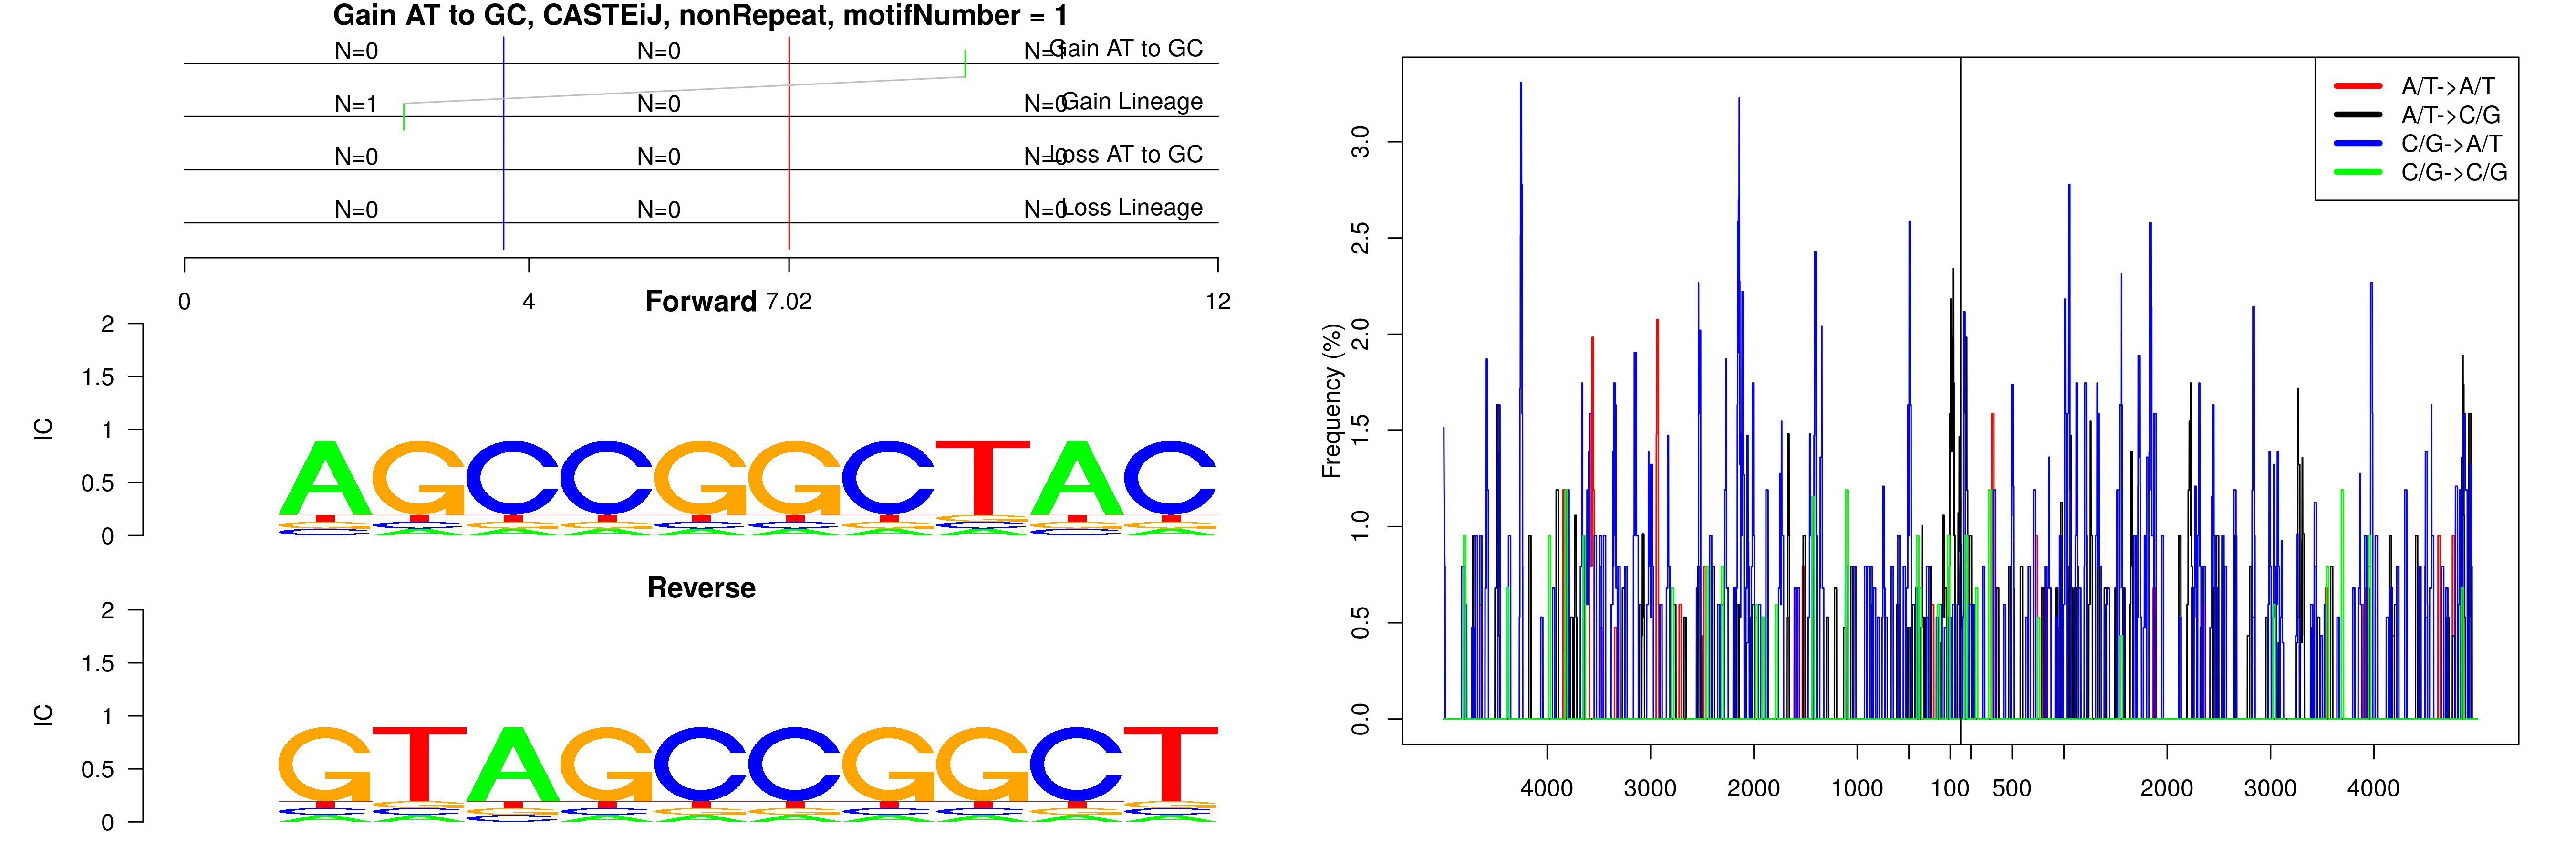 Gain AT to GC, CASTEiJ, nonRepeat, motifNumber = 1
N=0 N=0 N=1 Gain AT to GC
N=1 N=0 N=0 Gain Lineage
N=0 N=0 N=0 Loss AT to GC
N=0 N=0 N=0 Loss Lineage
0 4 7.02 12
Forward
IC
2
1.5
1
0.5
0
AGCCGGCTAC
Reverse
IC
2
1.5
1
0.5
0
GTAGCCGGCT
A/T->A/T
A/T->C/G
C/G->A/T
C/G->C/G
Frequency (%)
3.0
2.5
2.0
1.5
1.0
0.5
0.0
4000 3000 2000 1000 100 500 2000 3000 4000